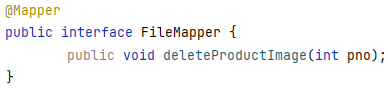 @Mapper
public interface FileMapper {
        public void deleteProductImage(int pno);
}